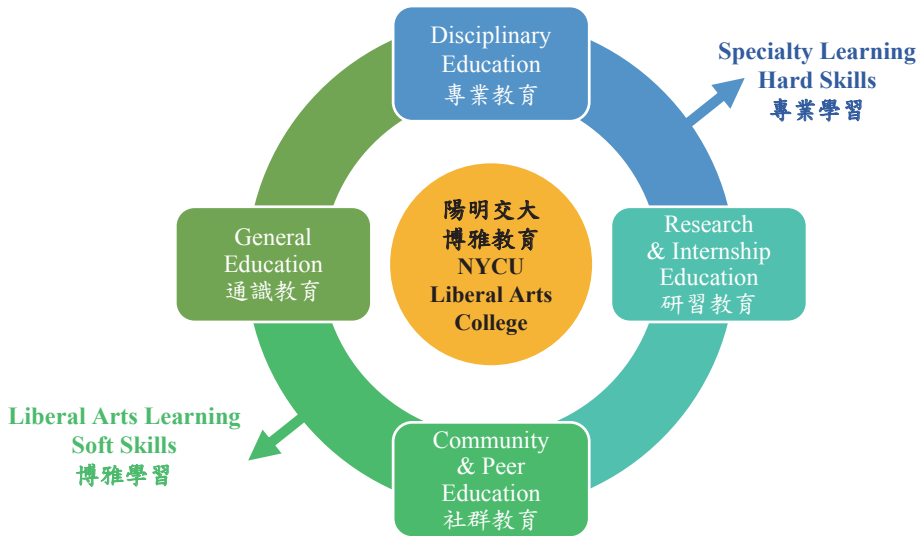 Disciplinary
Education
專業教育
Specialty Learning
Hard Skills
專業學習
General
Education
通識教育
陽明交大
博雅教育
NYCU
Liberal Arts
College
Research
& Internship
Education
研習教育
Liberal Arts Learning
Soft Skills
博雅學習
Community
& Peer
Education
社群教育